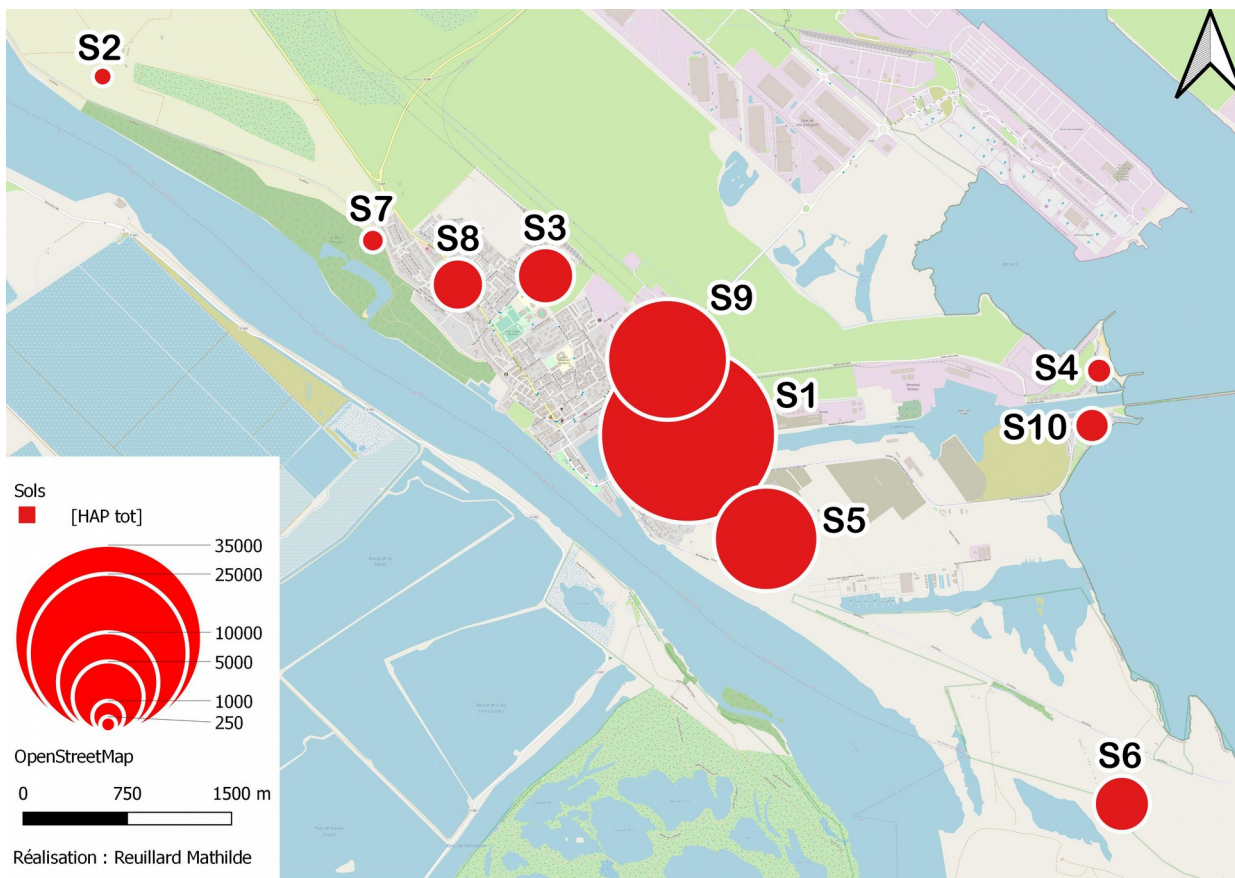 S2
S7
S8
S3
S9
S4
S1
S10
S5
S6
Sols
[HAP tot]
35000
25000
10000
5000
1000
250
OpenStreetMap
0 750 1500 m
Réalisation : Reuillard Mathilde